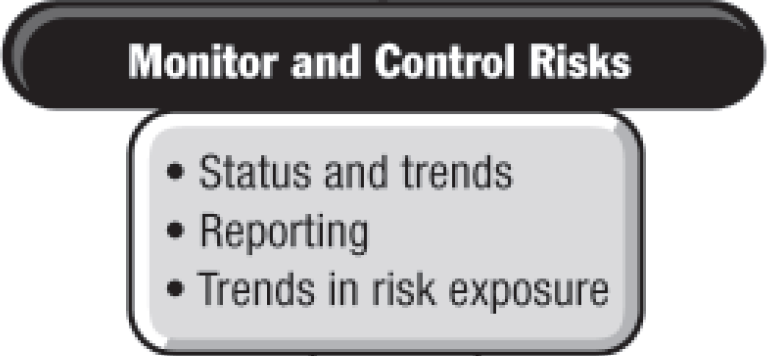 Monitor and Control Risks
• Status and trends
• Reporting
• Trends in risk exposure